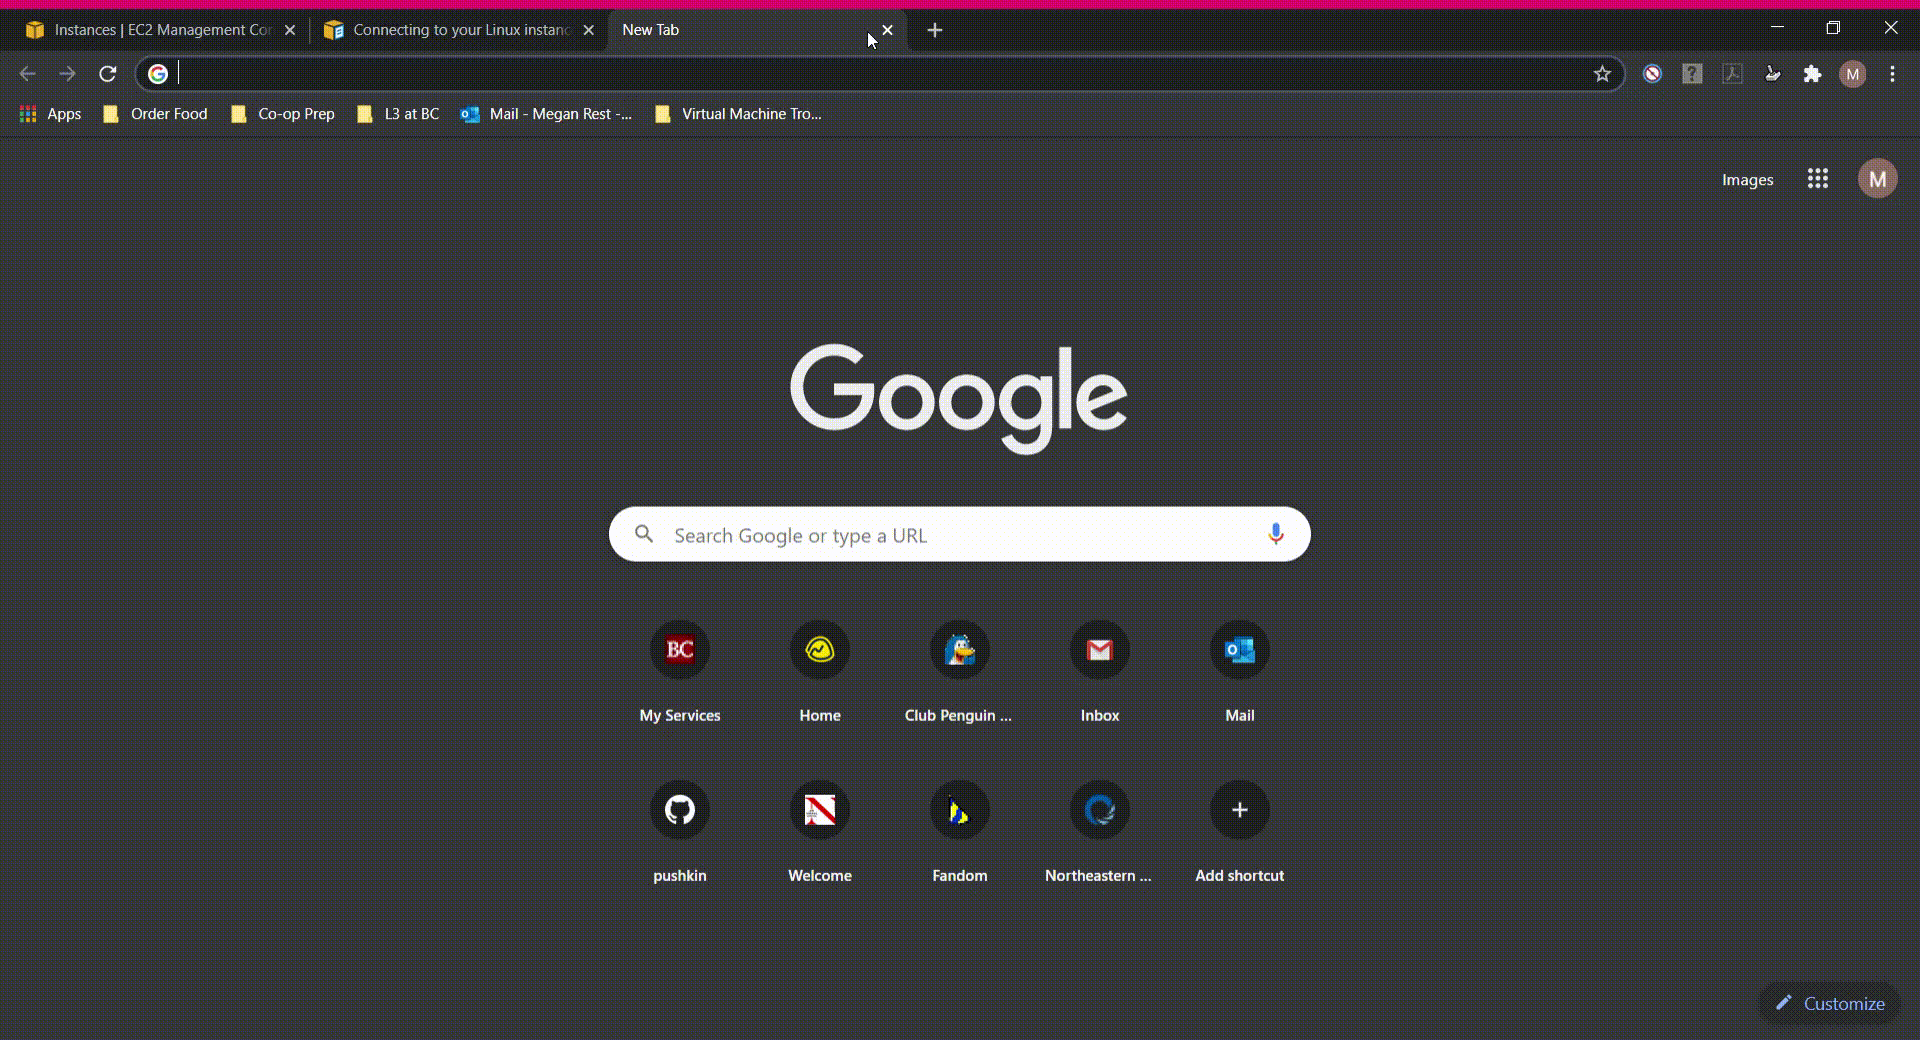 Instances | EC2 Management Con
Connecting to your Linux instanc
New Tab
M
Apps
Order Food
Co-op Prep
L3 at BC
Mail - Megan Rest -...
Virtual Machine Tro...
Images
M
Google
Search Google or type a URL
BC
My Services
Home
Club Penguin ...
Inbox
Mail
pushkin
Welcome
Fandom
Northeastern ...
Add shortcut
Customize